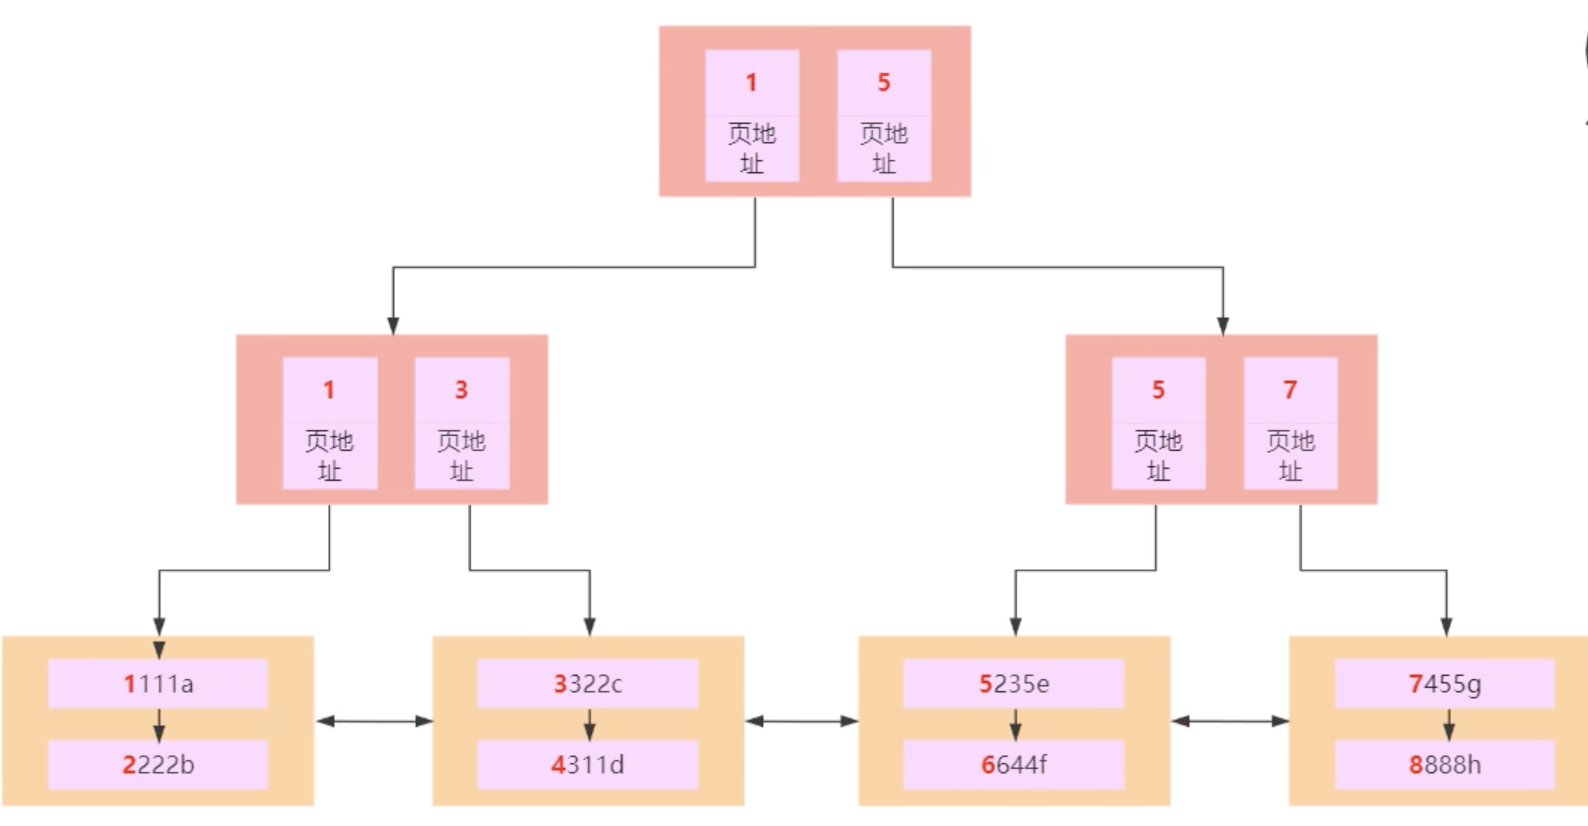 1 5
页地 页地
址 址
1 3 5 7
页地 页地 页地 页地
址 址 址 址
1111a 3322c 5235e 7455g
2222b 4311d 6644f 8888h